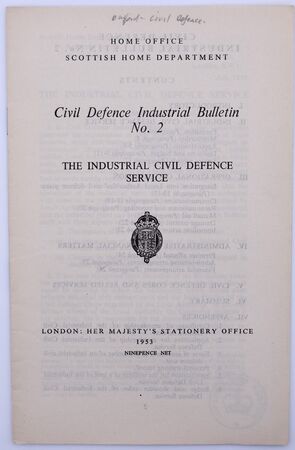 Oxford - Civil Defence.
HOME OFFICE
SCOTTISH HOME DEPARTMENT
Civil Defence Industrial Bulletin
No. 2
THE INDUSTRIAL CIVIL DEFENCE
SERVICE
LONDON: HER MAJESTY'S STATIONERY OFFICE
1953
NINEPENCE NET